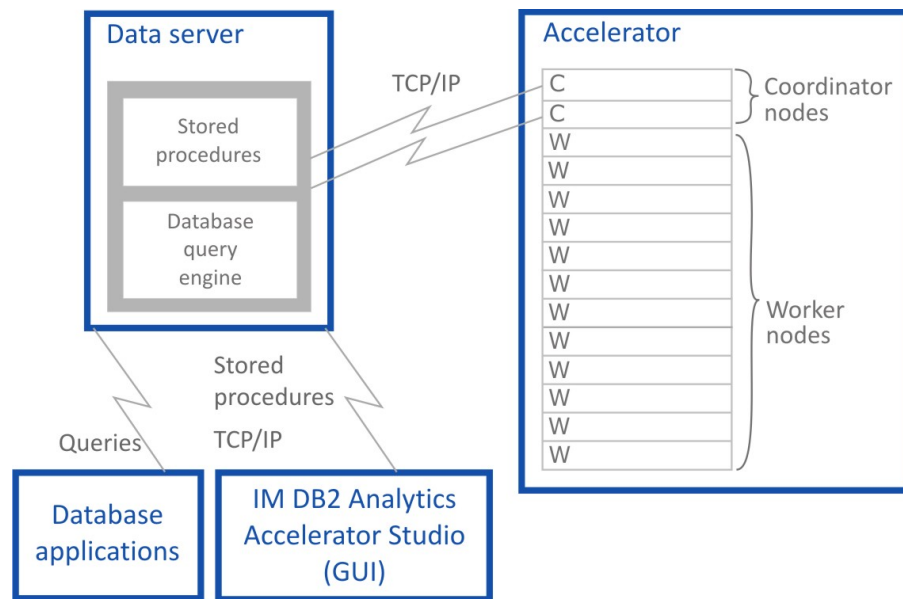 Data server
Stored
procedures
Database
query
engine
TCP/IP
Accelerator
C
C
W
W
W
W
W
W
W
W
W
W
W
W
Coordinator
nodes
Worker
nodes
Queries
Stored
procedures
TCP/IP
Database
applications
IM DB2 Analytics
Accelerator Studio
(GUI)